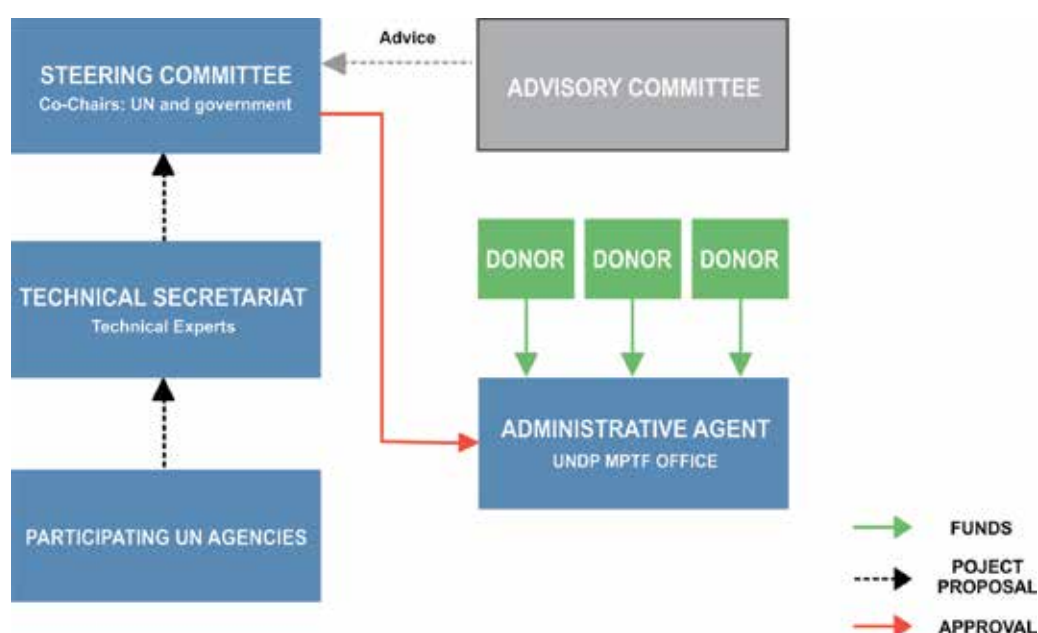 Advice
STEERING COMMITTEE
Co-Chairs: UN and government
ADVISORY COMMITTEE
DONOR
DONOR
DONOR
TECHNICAL SECRETARIAT
Technical Experts
ADMINISTRATIVE AGENT
UNDP MPTF OFFICE
PARTICIPATING UN AGENCIES
FUNDS
POJECT
PROPOSAL
APPROVAL